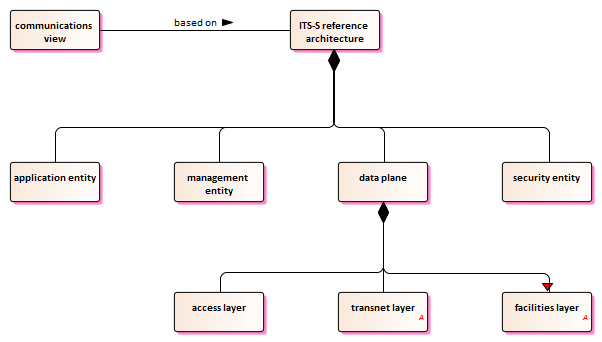 communications
view
based on
ITS-S reference
architecture
application entity
management
entity
data plane
security entity
access layer
transnet layer
A
facilities layer
A